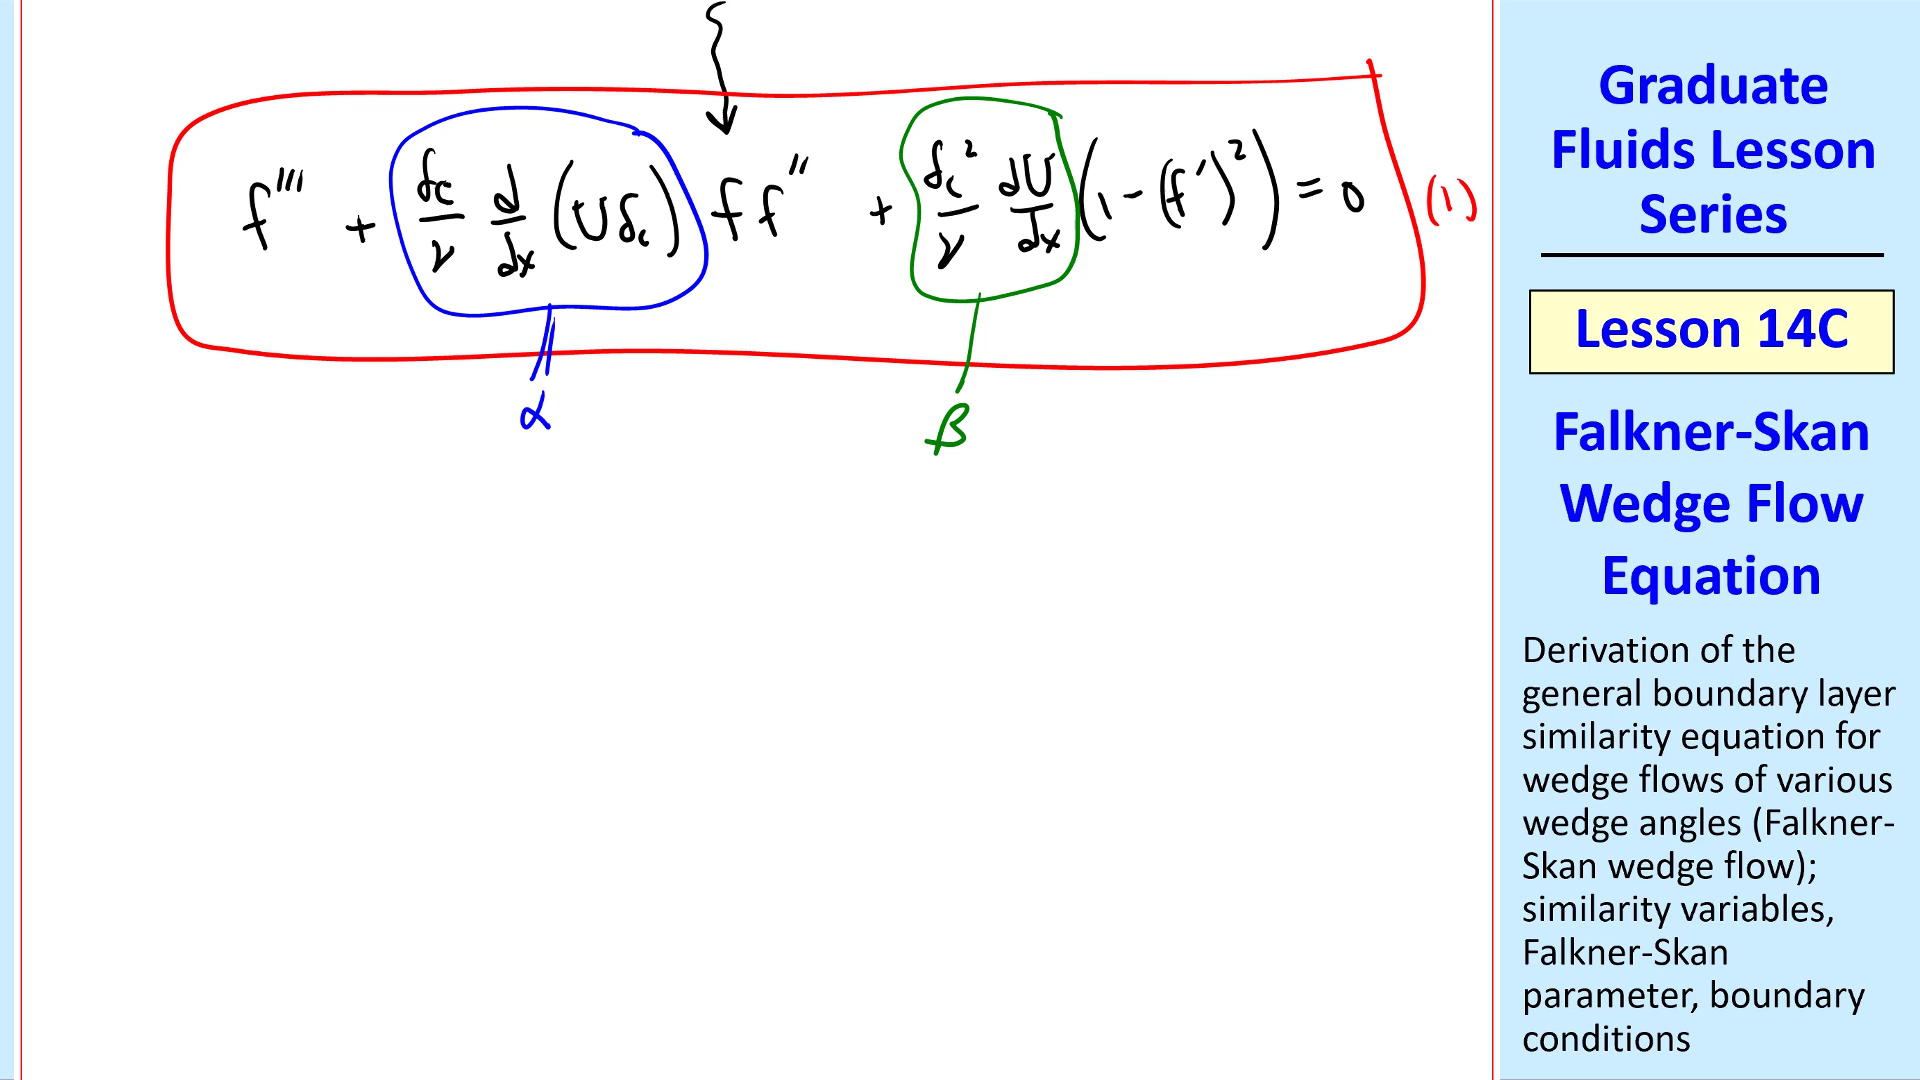 f''' + δc/ν d/dx (U δc) f f'' + δc²/ν dU/dx (1 - (f')²) = 0 (1)
α β
Graduate
Fluids Lesson
Series
Lesson 14C
Falkner-Skan
Wedge Flow
Equation
Derivation of the
general boundary layer
similarity equation for
wedge flows of various
wedge angles (Falkner-
Skan wedge flow);
similarity variables,
Falkner-Skan
parameter, boundary
conditions